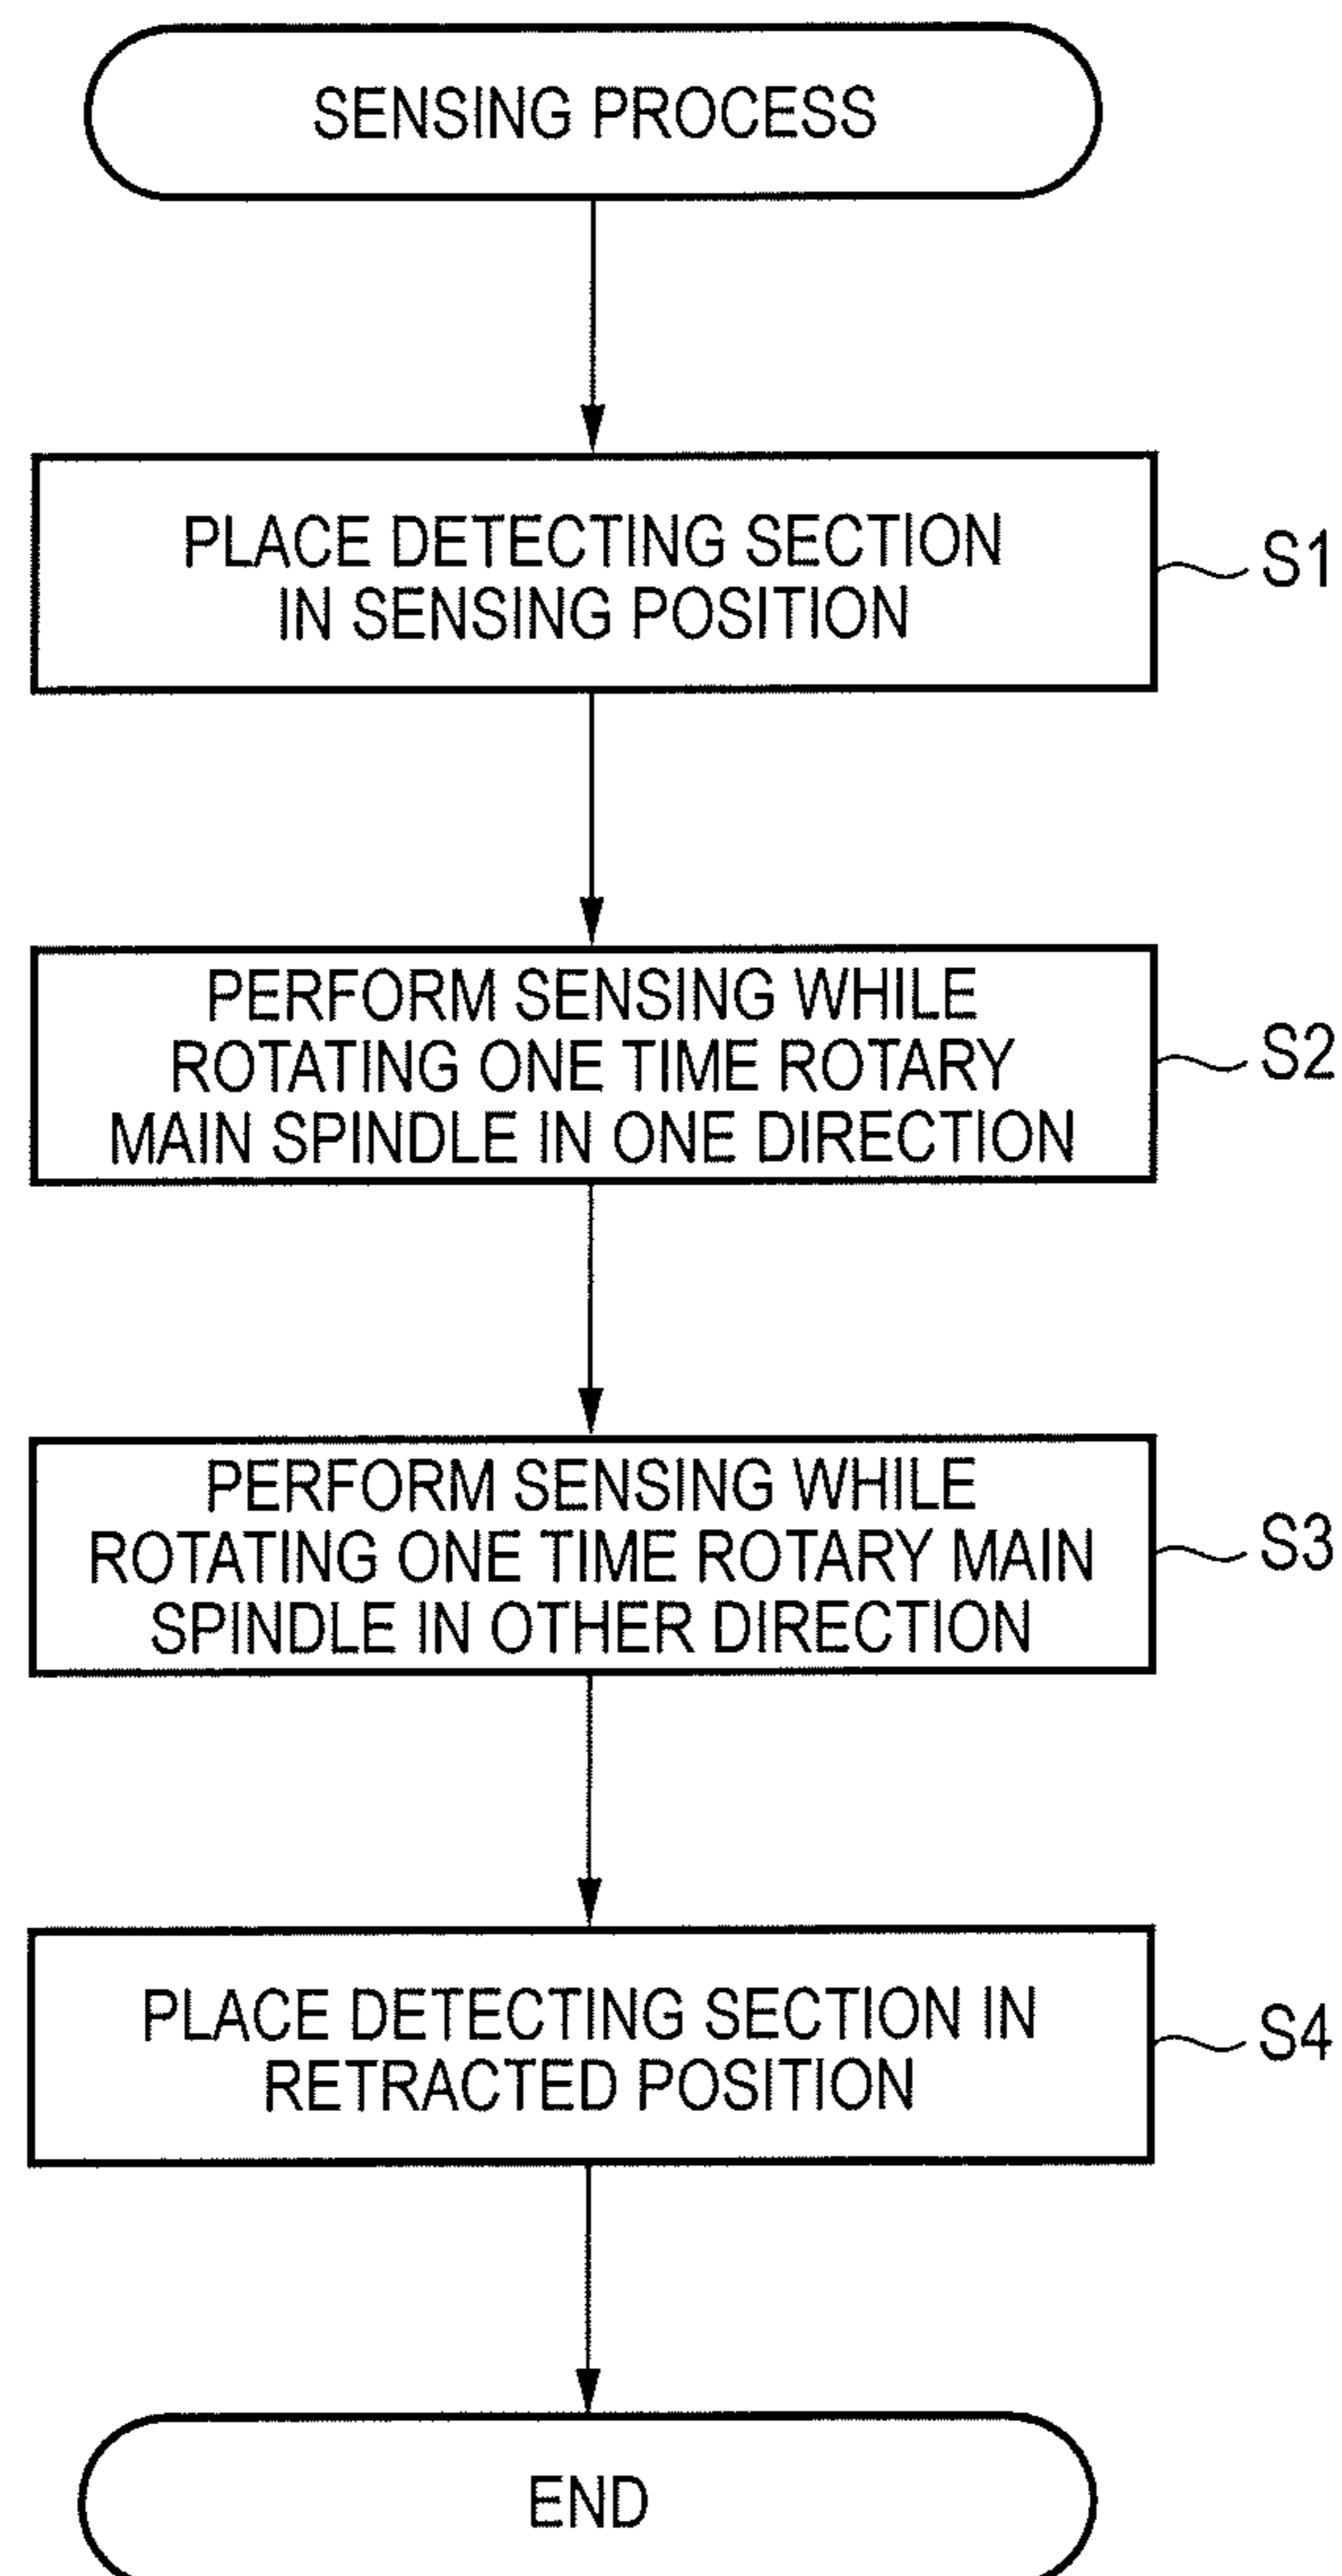 SENSING PROCESS
PLACE DETECTING SECTION
IN SENSING POSITION
S1
PERFORM SENSING WHILE
ROTATING ONE TIME ROTARY
MAIN SPINDLE IN ONE DIRECTION
S2
PERFORM SENSING WHILE
ROTATING ONE TIME ROTARY MAIN
SPINDLE IN OTHER DIRECTION
S3
PLACE DETECTING SECTION IN
RETRACTED POSITION
S4
END